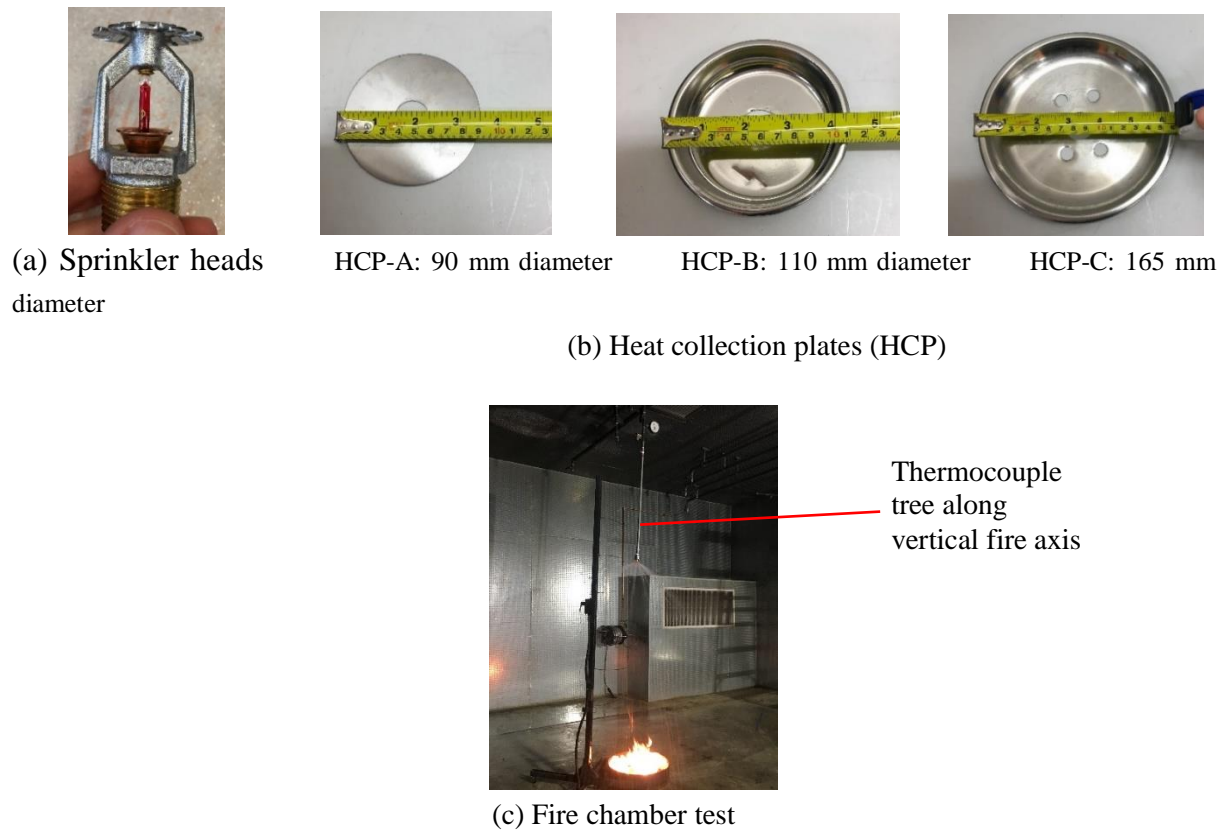 (a) Sprinkler heads
HCP-A: 90 mm diameter
HCP-B: 110 mm diameter
HCP-C: 165 mm
diameter
(b) Heat collection plates (HCP)
Thermocouple
tree along
vertical fire axis
(c) Fire chamber test